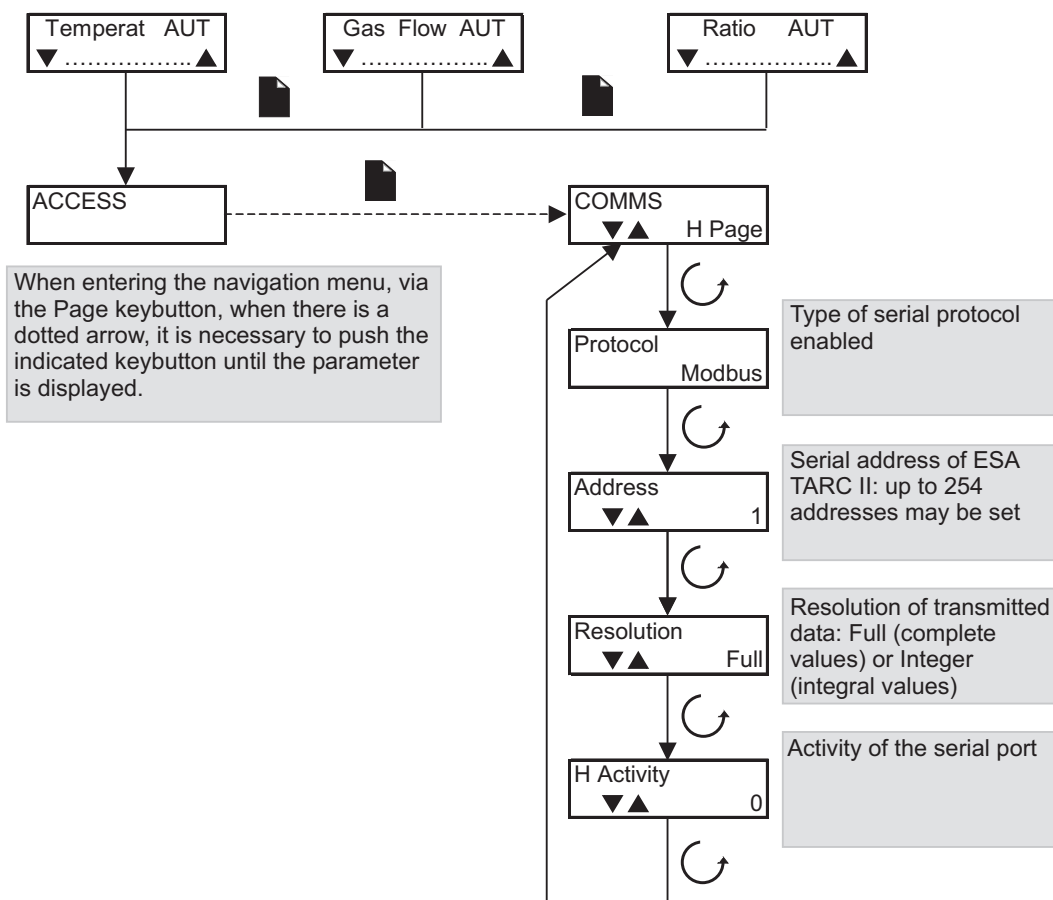 Temperat AUT
▼ ................. ▲
Gas Flow AUT
▼ ................. ▲
Ratio AUT
▼ ................. ▲
ACCESS
COMMS
▼ ▲ H Page
When entering the navigation menu, via
the Page keybutton, when there is a
dotted arrow, it is necessary to push the
indicated keybutton until the parameter
is displayed.
Protocol
Modbus
Type of serial protocol
enabled
Address
▼ ▲ 1
Serial address of ESA
TARC II: up to 254
addresses may be set
Resolution
▼ ▲ Full
Resolution of transmitted
data: Full (complete
values) or Integer
(integral values)
H Activity
▼ ▲ 0
Activity of the serial port